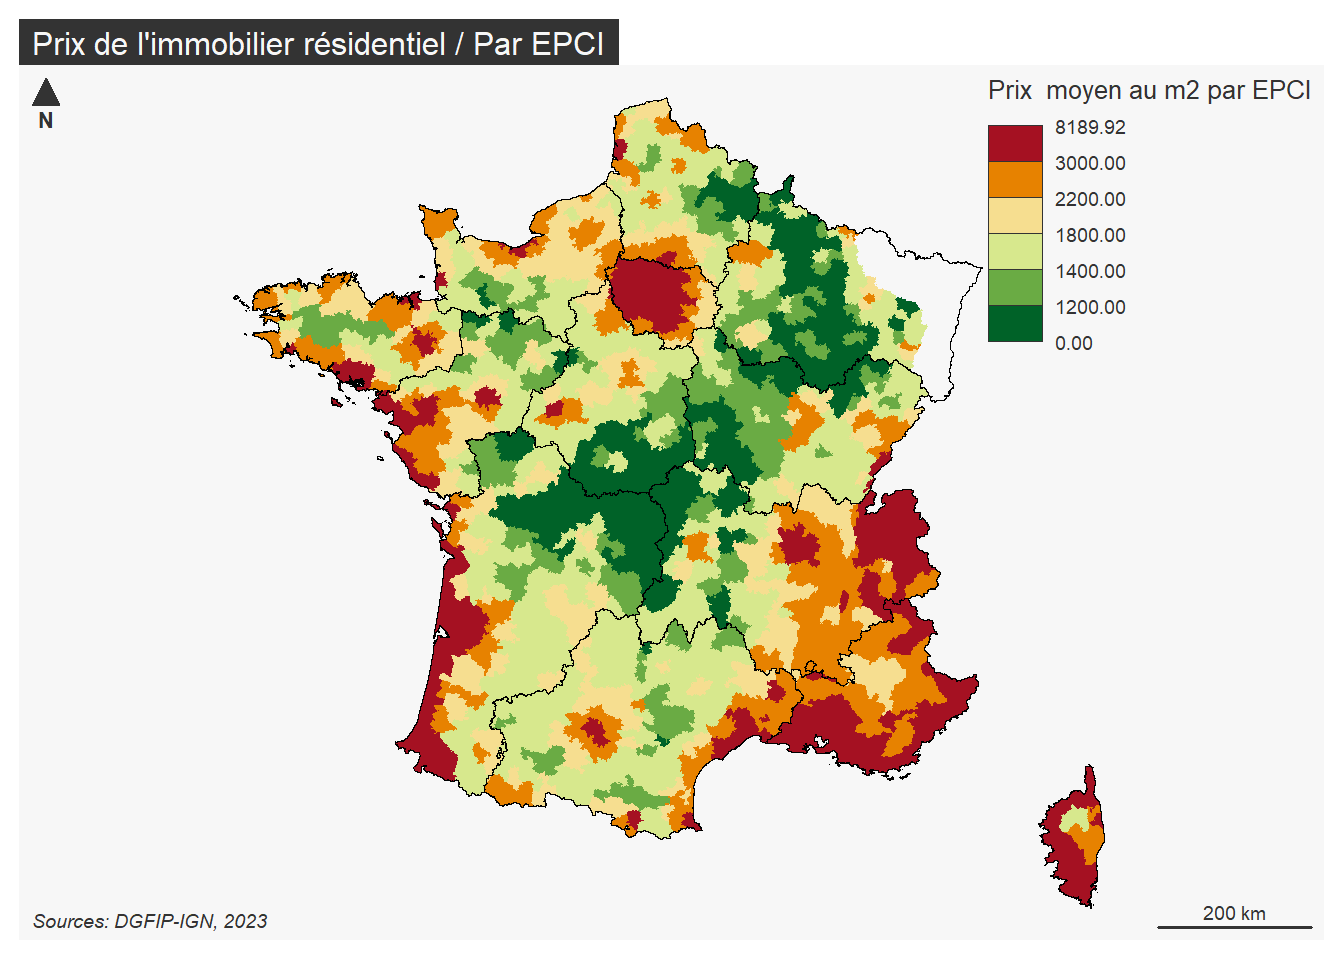 Prix de l'immobilier résidentiel / Par EPCI
N
Prix  moyen au m2 par EPCI
8189.92
3000.00
2200.00
1800.00
1400.00
1200.00
0.00
Sources: DGFIP-IGN, 2023
200 km